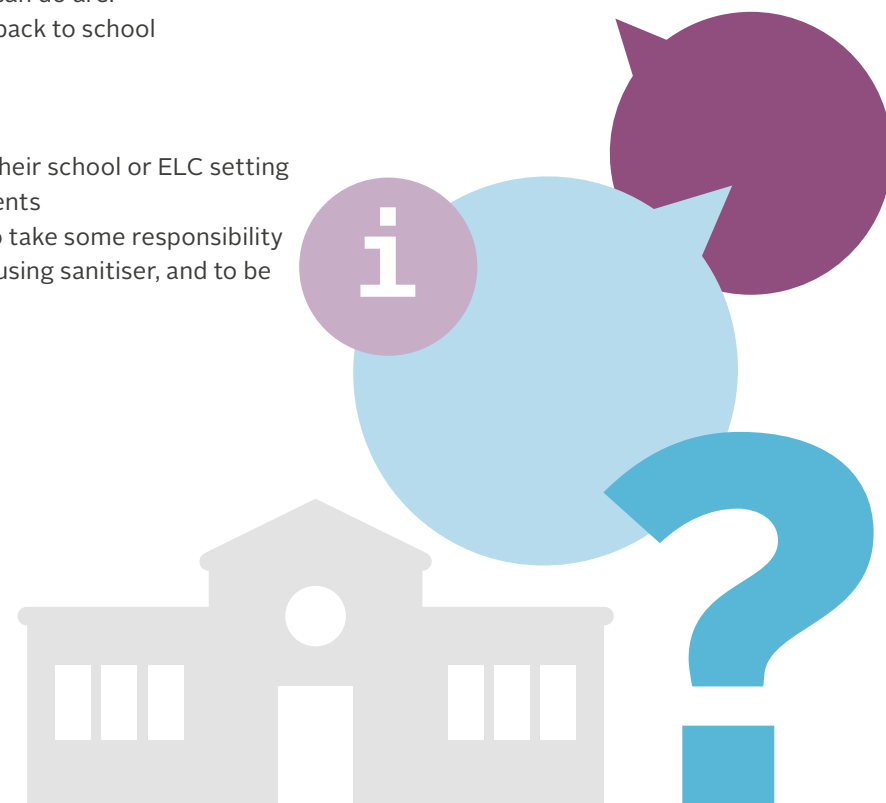 back to school
heir school or ELC setting
ents
take some responsibility
using sanitiser, and to be
i
?